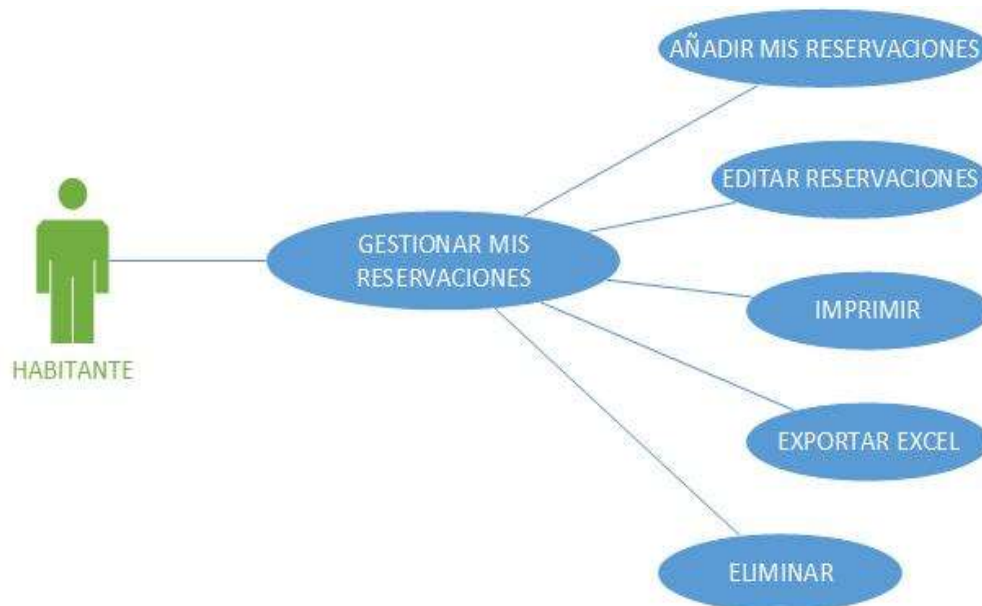 AÑADIR MIS RESERVACIONES
EDITAR RESERVACIONES
GESTIONAR MIS
RESERVACIONES
IMPRIMIR
HABITANTE
EXPORTAR EXCEL
ELIMINAR